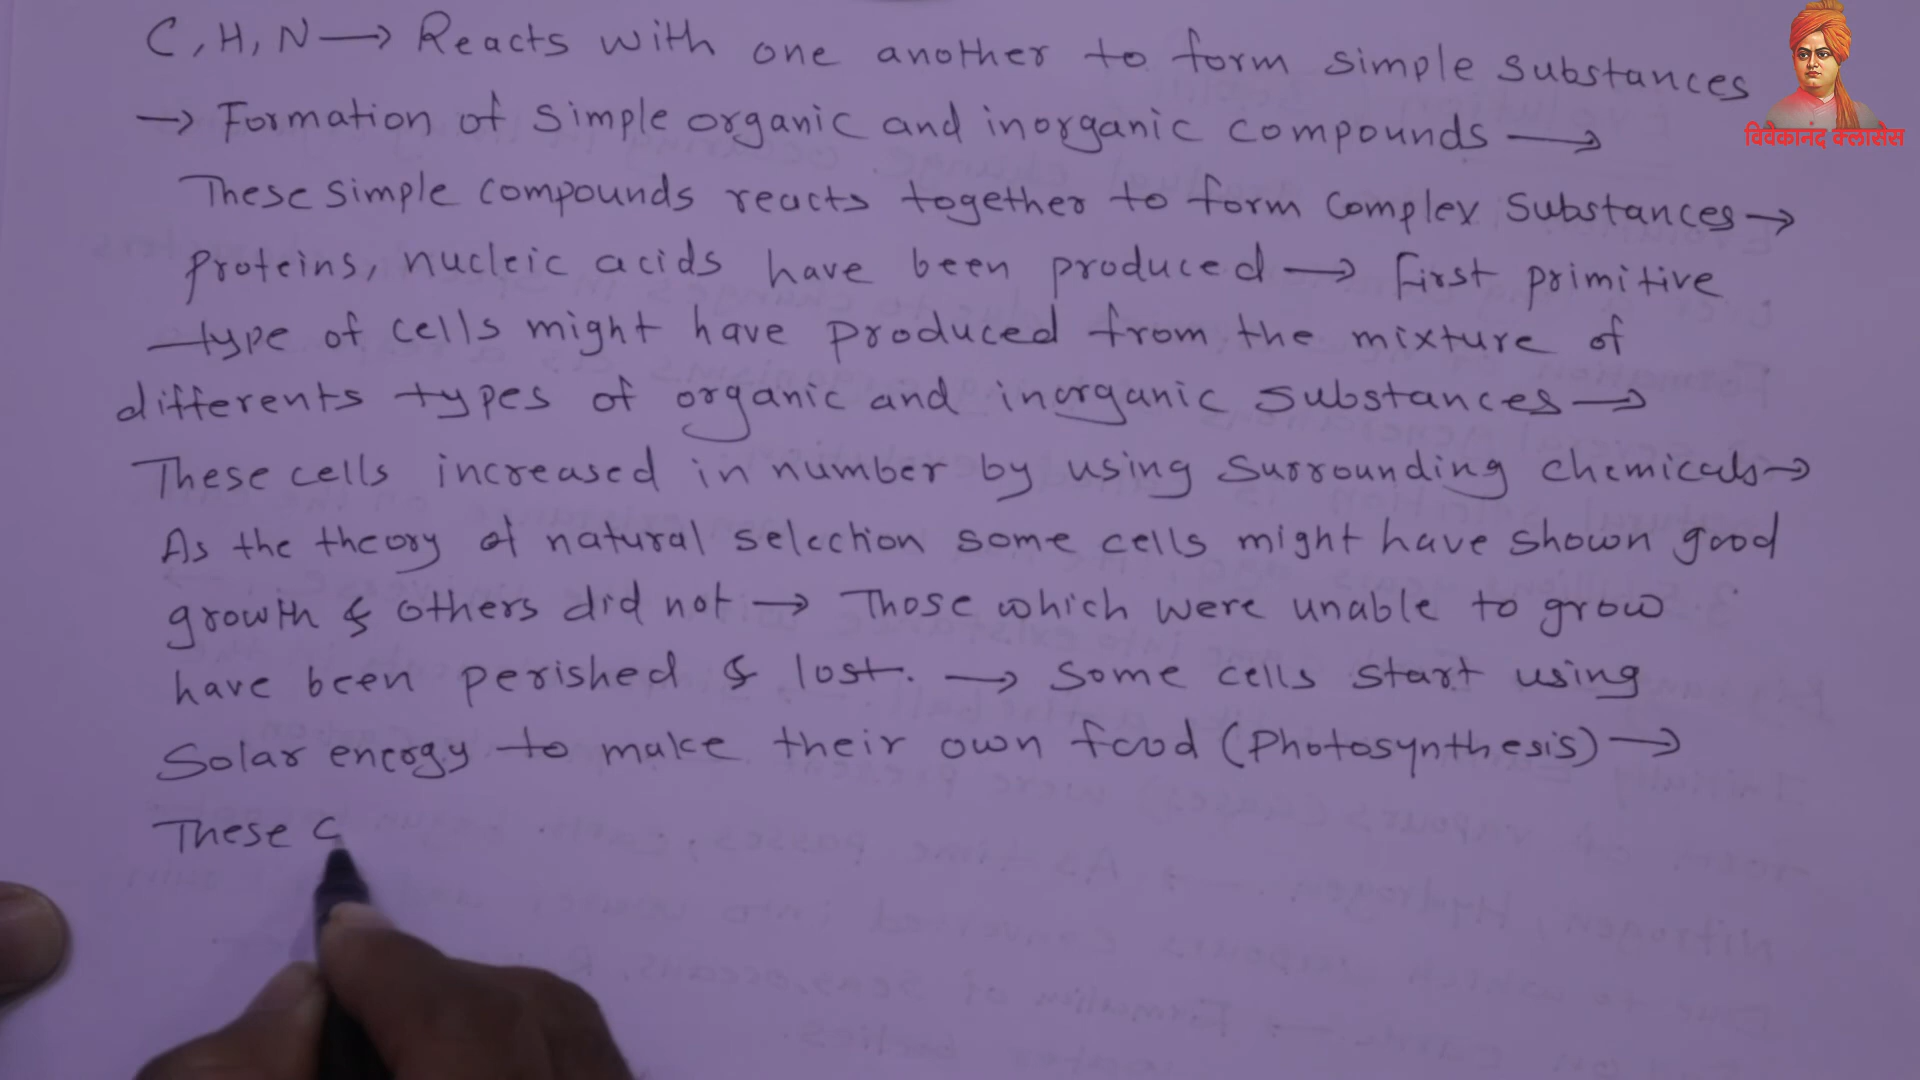 C, H, N → Reacts with one another to form simple substances
→ Formation of simple organic and inorganic compounds →
These simple compounds reacts together to form complex substances →
Proteins, nucleic acids have been produced → First primitive
type of cells might have produced from the mixture of
differents types of organic and inorganic substances →
These cells increased in number by using surrounding chemicals →
As the theory of natural selection some cells might have shown good
growth & others did not → Those which were unable to grow
have been perished & lost. → Some cells start using
Solar energy to make their own food (Photosynthesis) →
These c
विवेकानंद क्लासेस